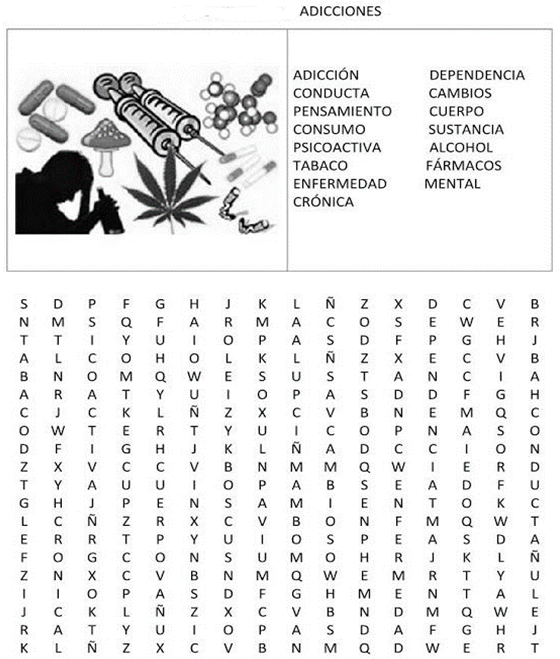 ADICCIONES
ADICCIÓN DEPENDENCIA
CONDUCTA CAMBIOS
PENSAMIENTO CUERPO
CONSUMO SUSTANCIA
PSICOACTIVA ALCOHOL
TABACO FÁRMACOS
ENFERMEDAD MENTAL
CRÓNICA
S D P F G H J K L Ñ Z X D C V B
N M S Q F A R M A C O S E W E R
T T I Y U I O P A S D F P G H J
A L C O H O L K L Ñ Z X E C V B
B N O M Q W E S U S T A N C I A
A R A T Y U I O P A S D D F G H
C J C K L Ñ Z X C V B N E M Q C
O W T E R T Y U I C O P N A S O
D F I G H J K L Ñ A D C C I O N
Z X V C C V B N M M Q W I E R D
T Y A U U I O P A B S E A D F U
G H J P E N S A M I E N T O K C
L C Ñ Z R X C V B O N F M Q W T
E R R T P Y U I O S P E A S D A
F O G C O N S U M O H R J K L Ñ
Z N X C V B N M Q W E M R T Y U
I I O P A S D F G H M E N T A L
J C K L Ñ Z X C V B N D M Q W E
R A T Y U I O P A S D A F G H J
K L Ñ Z X C V B N M Q D W E R T